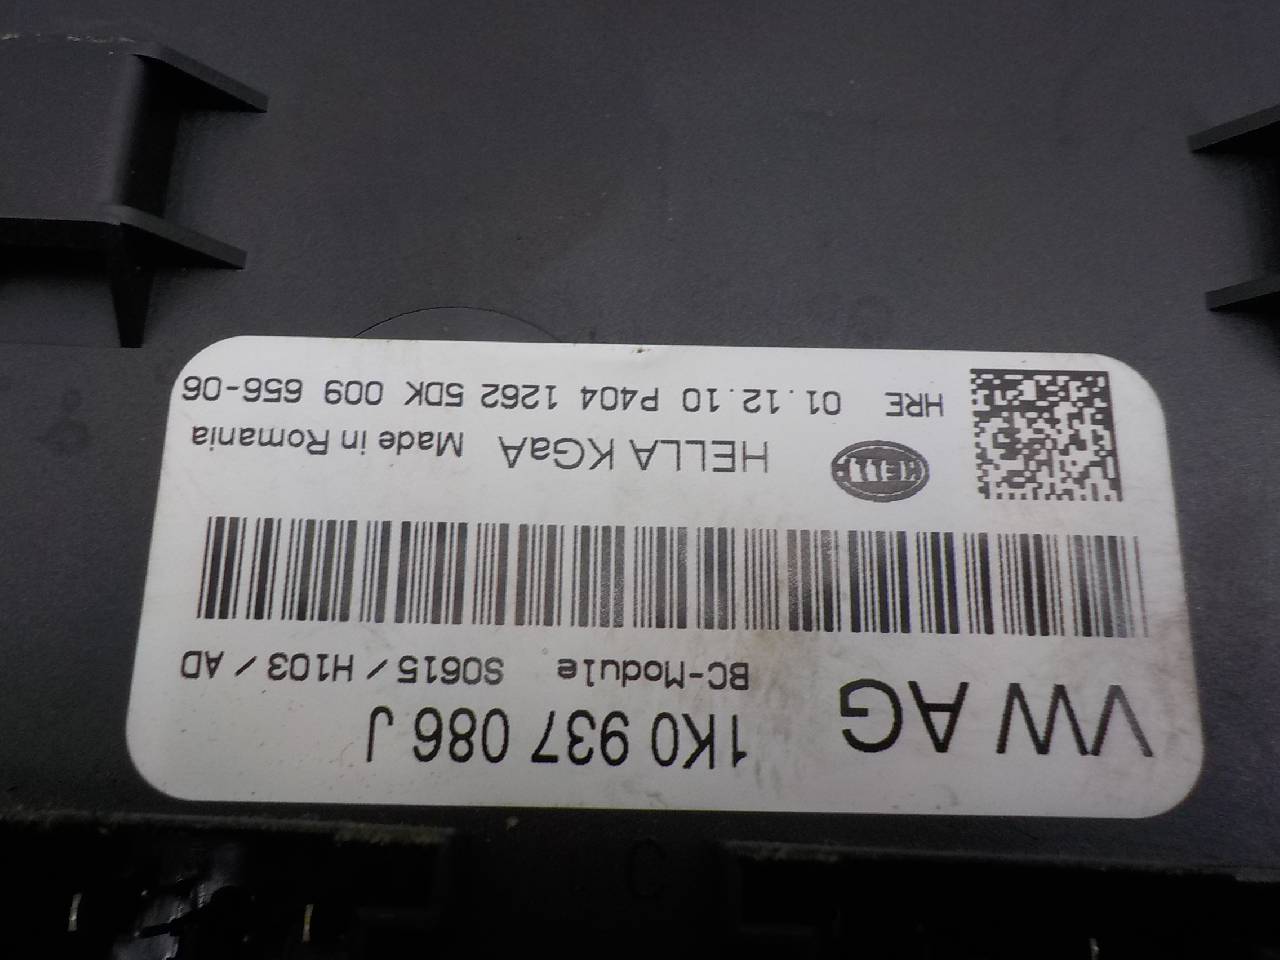 VW AG 1K0 937 086 J
BC-Module S0615/H103/AD
HELLA HELLA KGaA Made in Romania
HRE 01.12.10 P404 1262 5DK 009 656-06